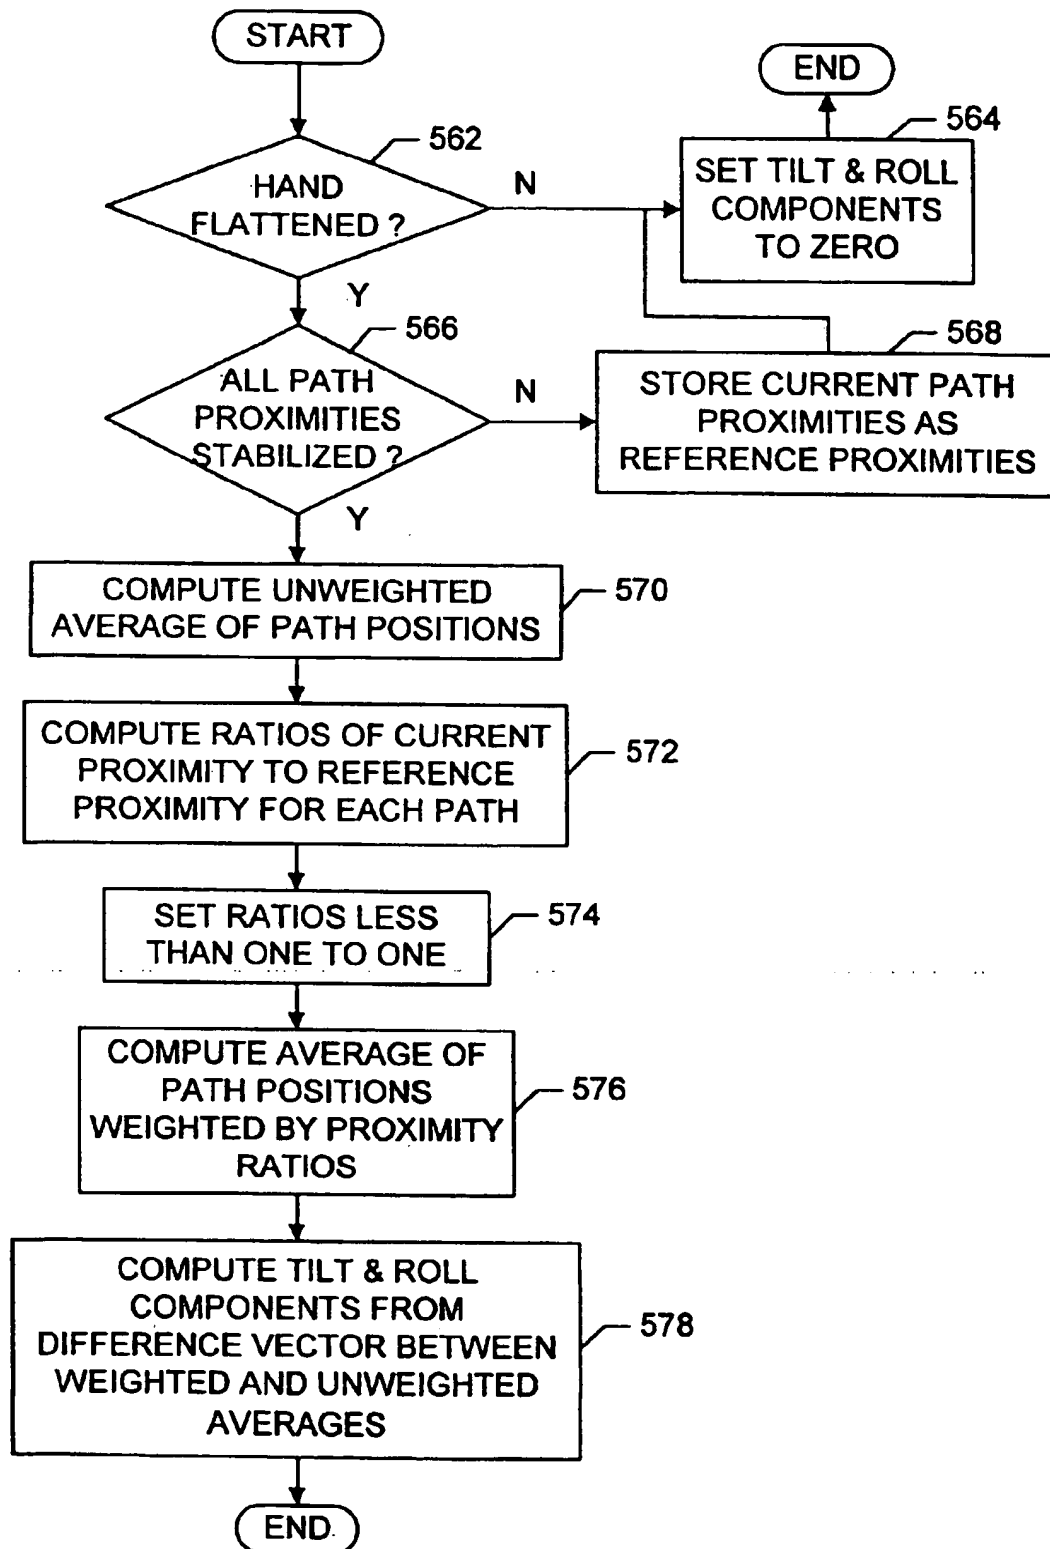 START
END
562
564
HAND
FLATTENED ?
N
SET TILT & ROLL
COMPONENTS
TO ZERO
Y
566
568
ALL PATH
PROXIMITIES
STABILIZED ?
N
STORE CURRENT PATH
PROXIMITIES AS
REFERENCE PROXIMITIES
Y
COMPUTE UNWEIGHTED
AVERAGE OF PATH POSITIONS
570
COMPUTE RATIOS OF CURRENT
PROXIMITY TO REFERENCE
PROXIMITY FOR EACH PATH
572
SET RATIOS LESS
THAN ONE TO ONE
574
COMPUTE AVERAGE OF
PATH POSITIONS
WEIGHTED BY PROXIMITY
RATIOS
576
COMPUTE TILT & ROLL
COMPONENTS FROM
DIFFERENCE VECTOR BETWEEN
WEIGHTED AND UNWEIGHTED
AVERAGES
578
END